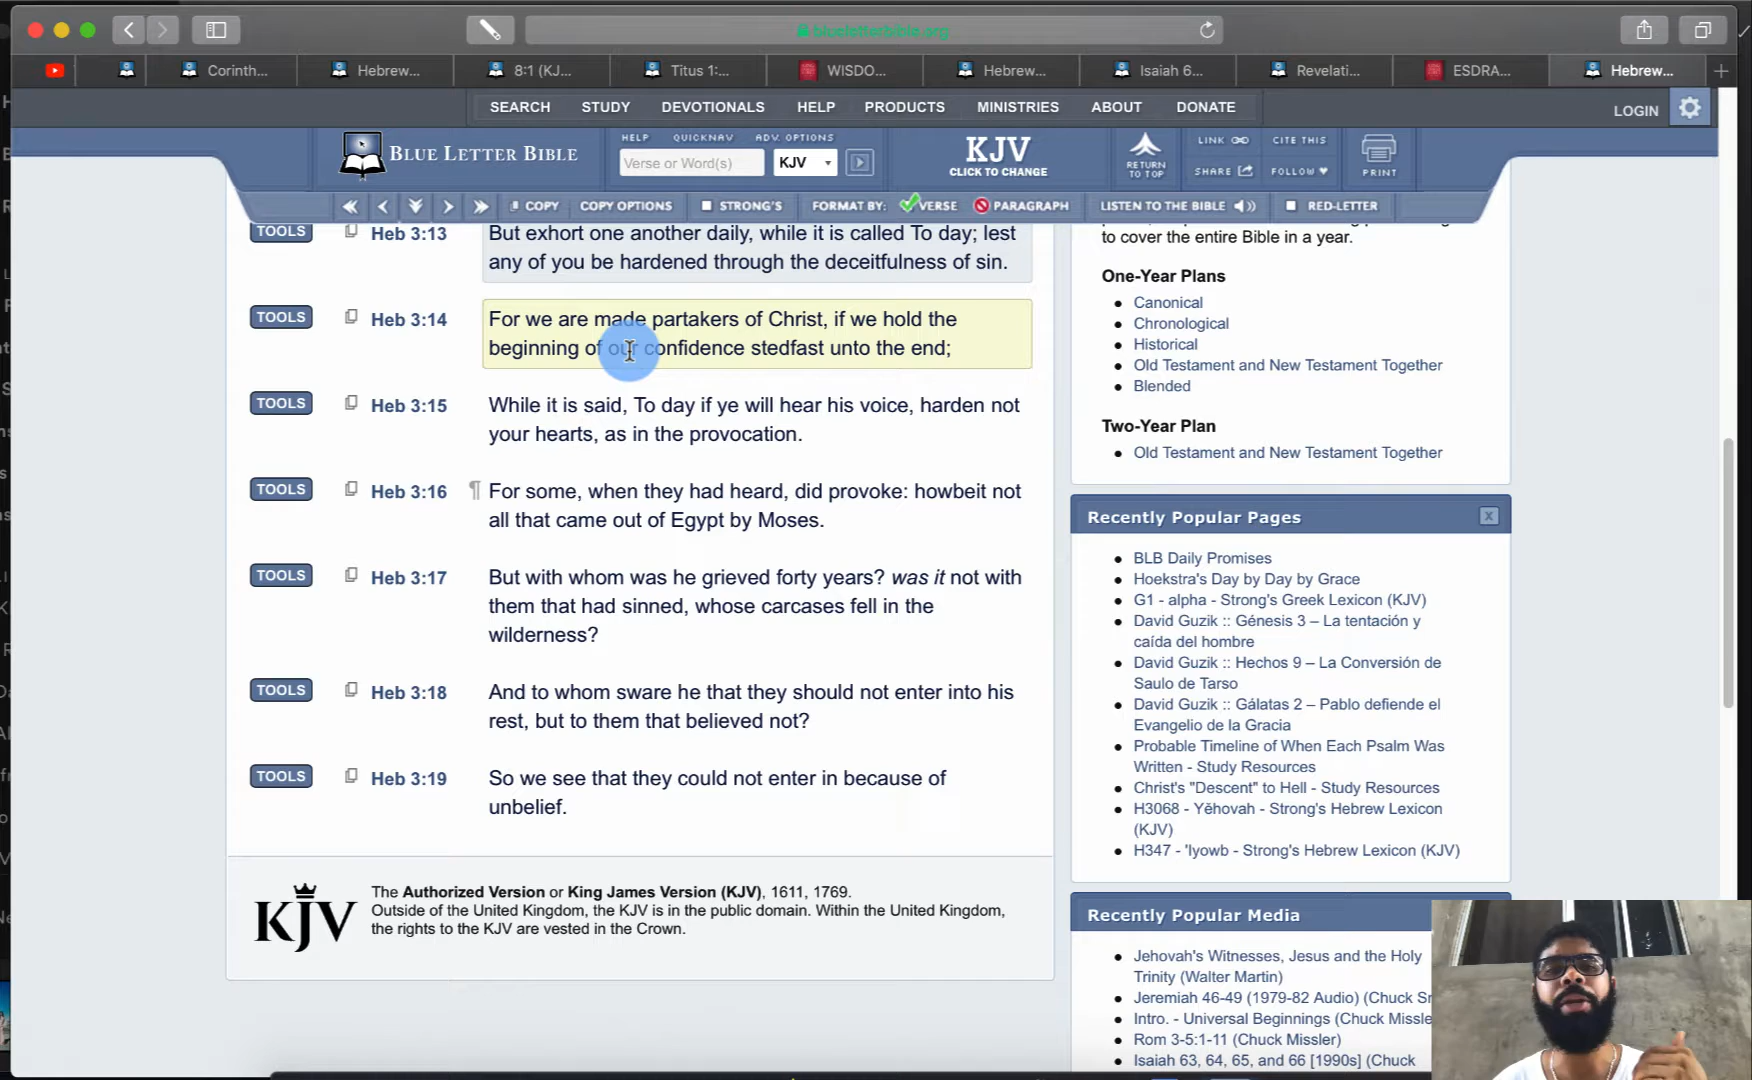 blueletterbible.org
Corinth...
Hebrew...
8:1 (KJ...
Titus 1:...
WISDO...
Hebrew...
Isaiah 6...
Revelati...
ESDRA...
Hebrew...
SEARCH STUDY DEVOTIONALS HELP PRODUCTS MINISTRIES ABOUT DONATE
LOGIN
BLUE LETTER BIBLE
HELP QUICKNAV ADV. OPTIONS
Verse or Word(s) KJV
KJV
CLICK TO CHANGE
RETURN
TO TOP
LINK CITE THIS
SHARE FOLLOW
PRINT
COPY COPY OPTIONS STRONG'S FORMAT BY: VERSE PARAGRAPH LISTEN TO THE BIBLE RED-LETTER
TOOLS Heb 3:13 But exhort one another daily, while it is called To day; lest
any of you be hardened through the deceitfulness of sin.
TOOLS Heb 3:14 For we are made partakers of Christ, if we hold the
beginning of our confidence stedfast unto the end;
TOOLS Heb 3:15 While it is said, To day if ye will hear his voice, harden not
your hearts, as in the provocation.
TOOLS Heb 3:16 ¶ For some, when they had heard, did provoke: howbeit not
all that came out of Egypt by Moses.
TOOLS Heb 3:17 But with whom was he grieved forty years? was it not with
them that had sinned, whose carcases fell in the
wilderness?
TOOLS Heb 3:18 And to whom sware he that they should not enter into his
rest, but to them that believed not?
TOOLS Heb 3:19 So we see that they could not enter in because of
unbelief.
KJV
The Authorized Version or King James Version (KJV), 1611, 1769.
Outside of the United Kingdom, the KJV is in the public domain. Within the United Kingdom,
the rights to the KJV are vested in the Crown.
to cover the entire Bible in a year.
One-Year Plans
Canonical
Chronological
Historical
Old Testament and New Testament Together
Blended
Two-Year Plan
Old Testament and New Testament Together
Recently Popular Pages
BLB Daily Promises
Hoekstra's Day by Day by Grace
G1 - alpha - Strong's Greek Lexicon (KJV)
David Guzik :: Génesis 3 – La tentación y
caída del hombre
David Guzik :: Hechos 9 – La Conversión de
Saulo de Tarso
David Guzik :: Gálatas 2 – Pablo defiende el
Evangelio de la Gracia
Probable Timeline of When Each Psalm Was
Written - Study Resources
Christ's "Descent" to Hell - Study Resources
H3068 - Yĕhovah - Strong's Hebrew Lexicon
(KJV)
H347 - 'Iyowb - Strong's Hebrew Lexicon (KJV)
Recently Popular Media
Jehovah's Witnesses, Jesus and the Holy
Trinity (Walter Martin)
Jeremiah 46-49 (1979-82 Audio) (Chuck
Intro. - Universal Beginnings (Chuck Missle
Rom 3-5:1-11 (Chuck Missler)
Isaiah 63, 64, 65, and 66 [1990s] (Chuck